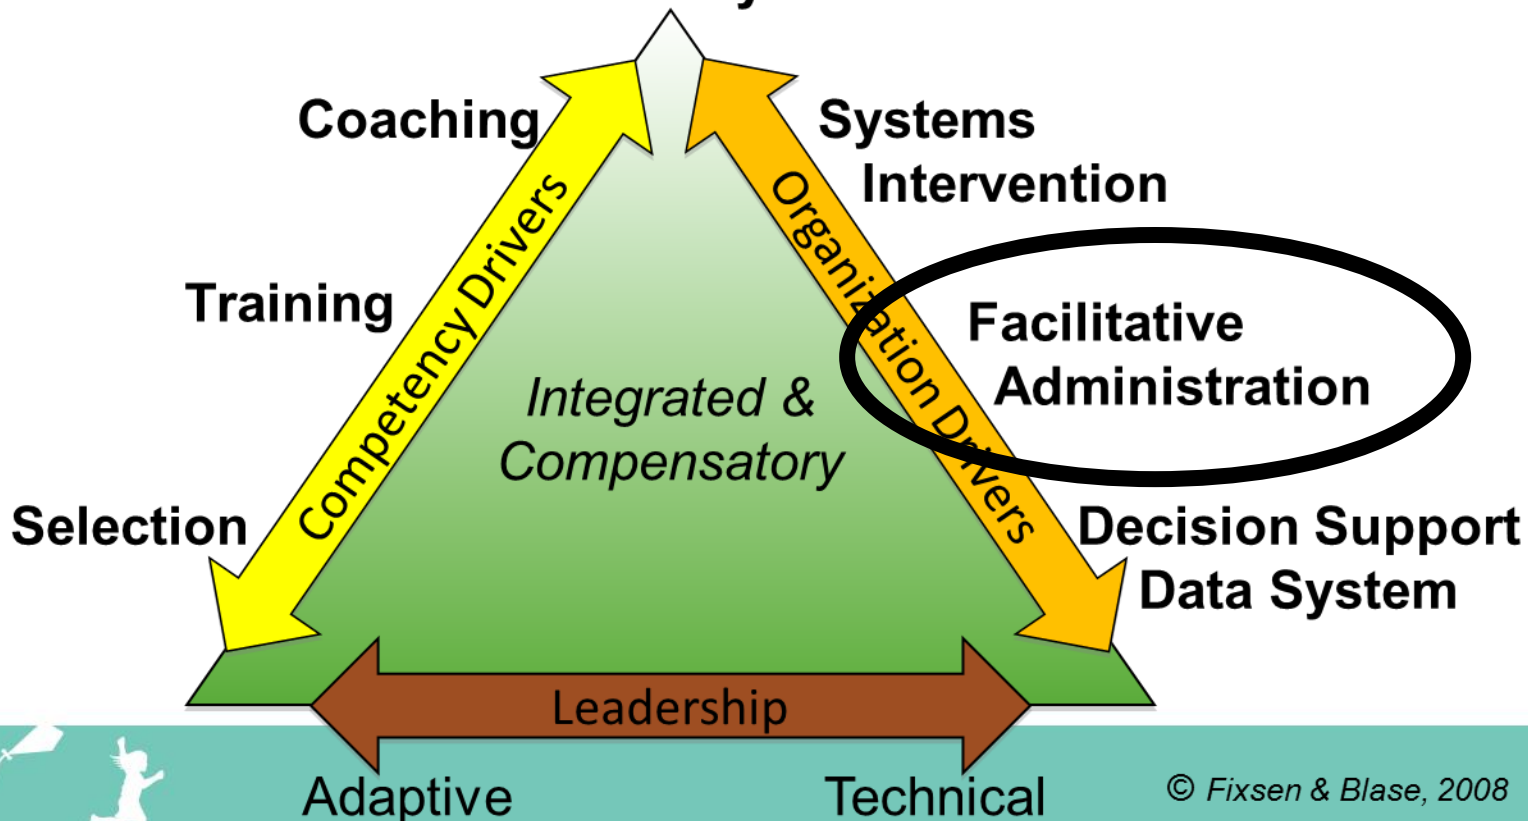 Coaching
Systems
Intervention
Training
Competency Drivers
Organization Drivers
Facilitative
Administration
Integrated &
Compensatory
Selection
Decision Support
Data System
Leadership
Adaptive
Technical
© Fixsen & Blase, 2008